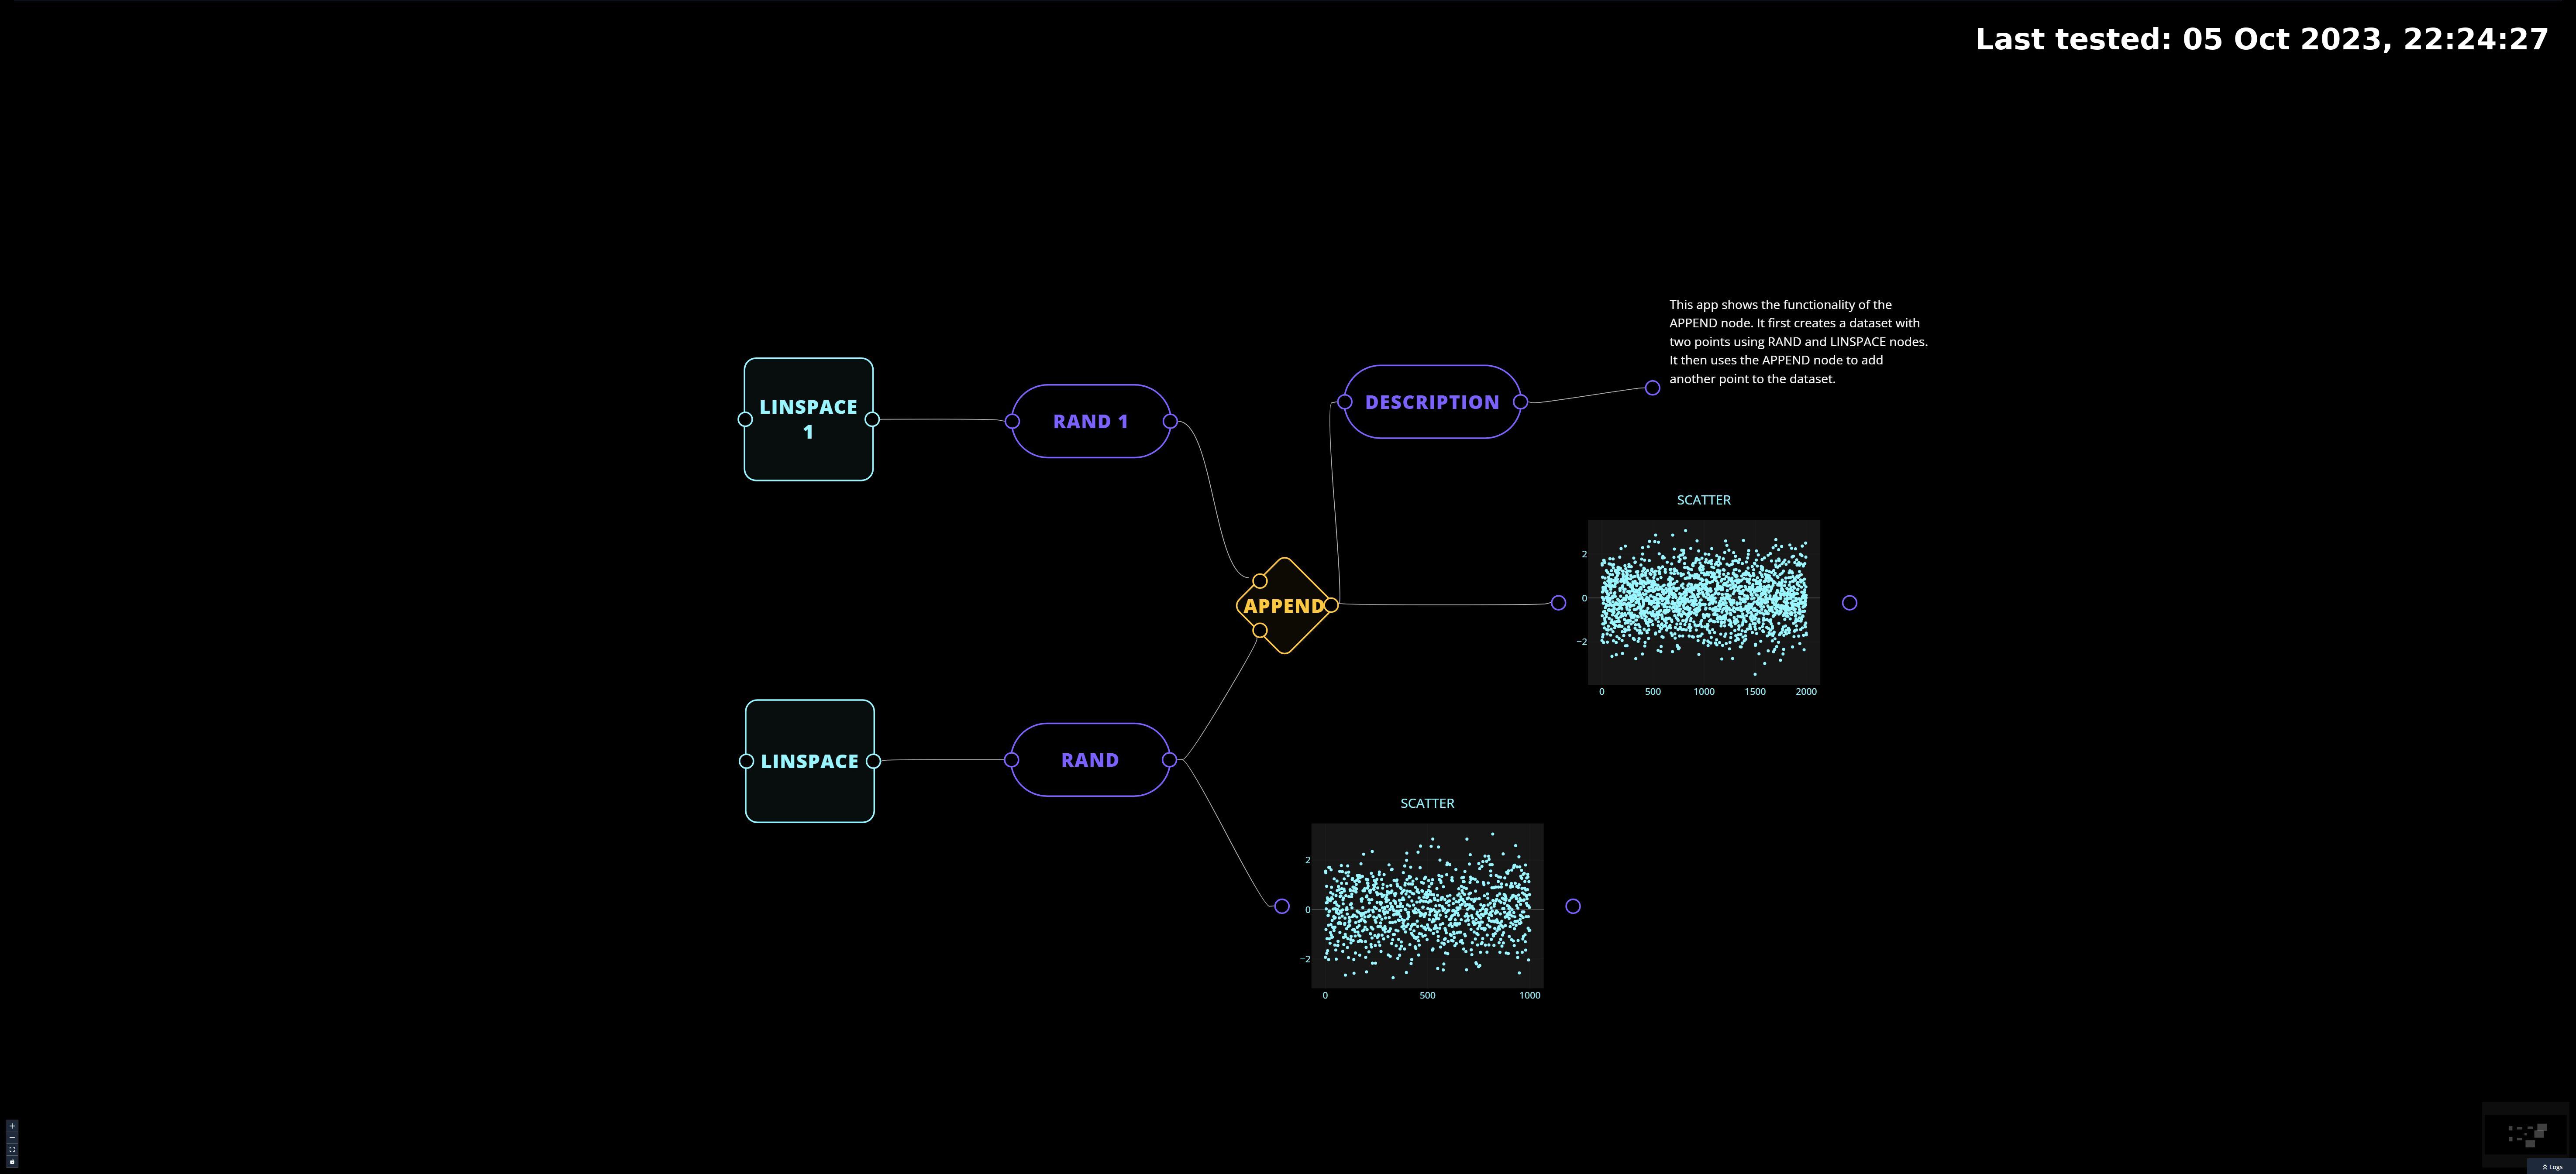 Last tested: 05 Oct 2023, 22:24:27
This app shows the functionality of the
APPEND node. It first creates a dataset with
two points using RAND and LINSPACE nodes.
It then uses the APPEND node to add
another point to the dataset.
LINSPACE
1
RAND 1
DESCRIPTION
SCATTER
2
0
−2
0 500 1000 1500 2000
APPEND
LINSPACE
RAND
SCATTER
2
0
−2
0 500 1000
Logs